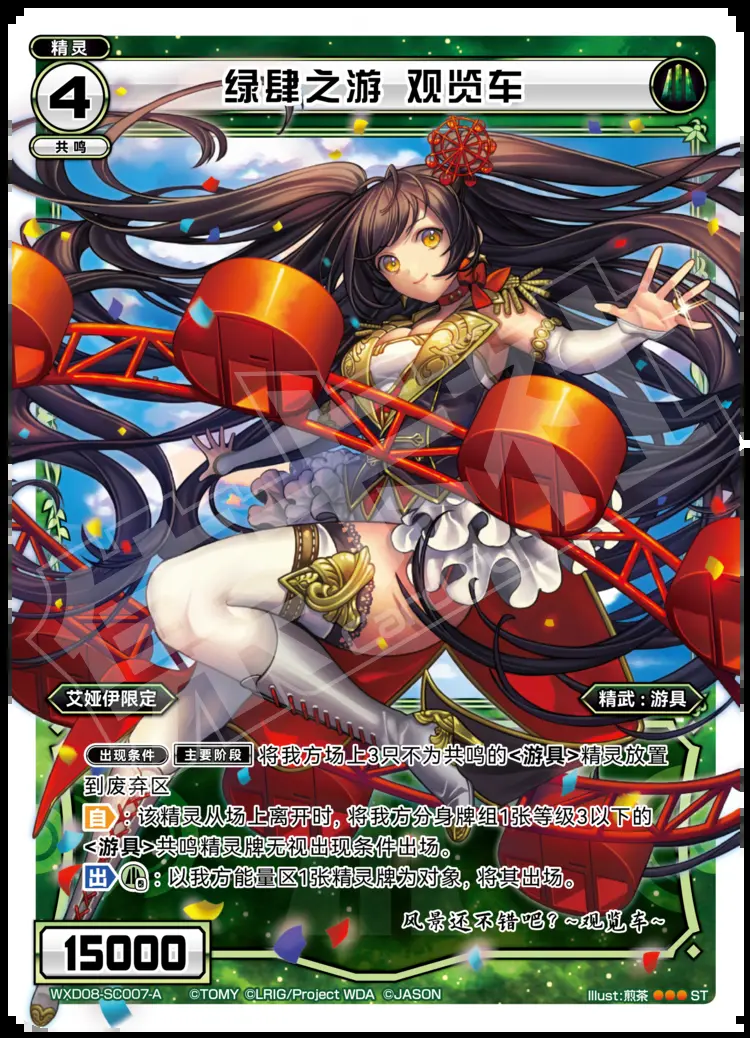 精灵
4
绿肆之游 观览车
共鸣
艾娅伊限定
精武:游具
出现条件 主要阶段 将我方场上3只不为共鸣的<游具>精灵放置
到废弃区
自:该精灵从场上离开时,将我方分身牌组1张等级3以下的
<游具>共鸣精灵牌无视出现条件出场。
出 0:以我方能量区1张精灵牌为对象,将其出场。
风景还不错吧?~观览车~
15000
WXD08-SC007-A ©TOMY ©LRIG/Project WDA ©JASON
Illust:煎茶 ST